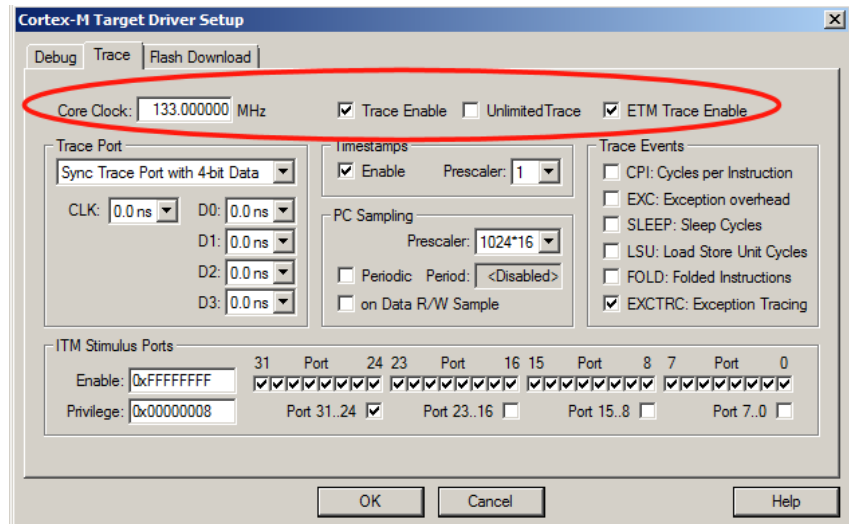 Cortex-M Target Driver Setup
Debug Trace Flash Download
Core Clock: 133.000000 MHz Trace Enable Unlimited Trace ETM Trace Enable
Trace Port
Sync Trace Port with 4-bit Data
CLK: 0.0 ns D0: 0.0 ns
D1: 0.0 ns
D2: 0.0 ns
D3: 0.0 ns
Timestamps
Enable Prescaler: 1
PC Sampling
Prescaler: 1024*16
Periodic Period: <Disabled>
on Data R/W Sample
Trace Events
CPI: Cycles per Instruction
EXC: Exception overhead
SLEEP: Sleep Cycles
LSU: Load Store Unit Cycles
FOLD: Folded Instructions
EXCTRC: Exception Tracing
ITM Stimulus Ports
31 Port 24 23 Port 16 15 Port 8 7 Port 0
Enable: 0xFFFFFFFF
Privilege: 0x00000008 Port 31..24 Port 23..16 Port 15..8 Port 7..0
OK Cancel Help